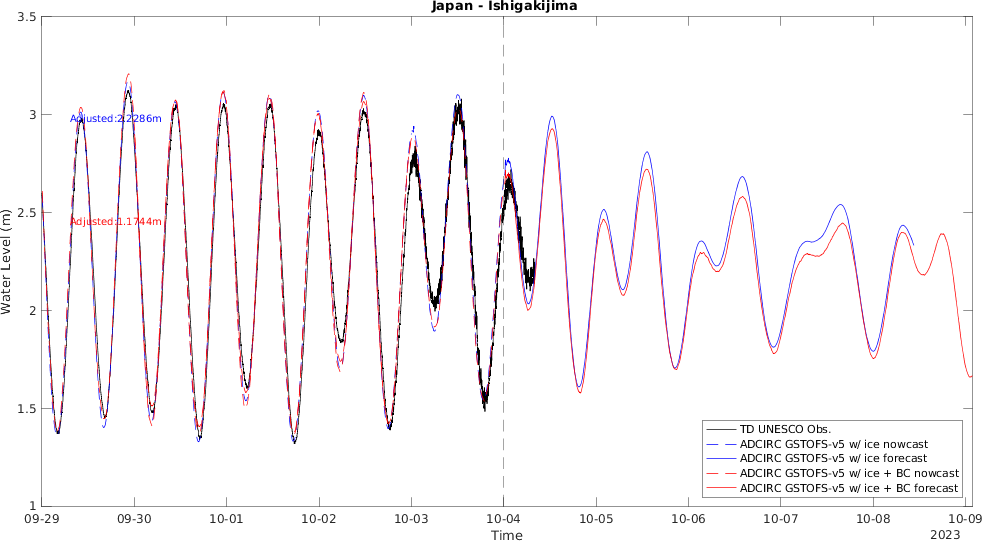 Japan - Ishigakijima
3.5
3
2.5
2
1.5
1
Water Level (m)
Adjusted:2.2286m
Adjusted:1.1744m
TD UNESCO Obs.
ADCIRC GSTOFS-v5 w/ ice nowcast
ADCIRC GSTOFS-v5 w/ ice forecast
ADCIRC GSTOFS-v5 w/ ice + BC nowcast
ADCIRC GSTOFS-v5 w/ ice + BC forecast
09-29 09-30 10-01 10-02 10-03 10-04 10-05 10-06 10-07 10-08 10-09
Time
2023